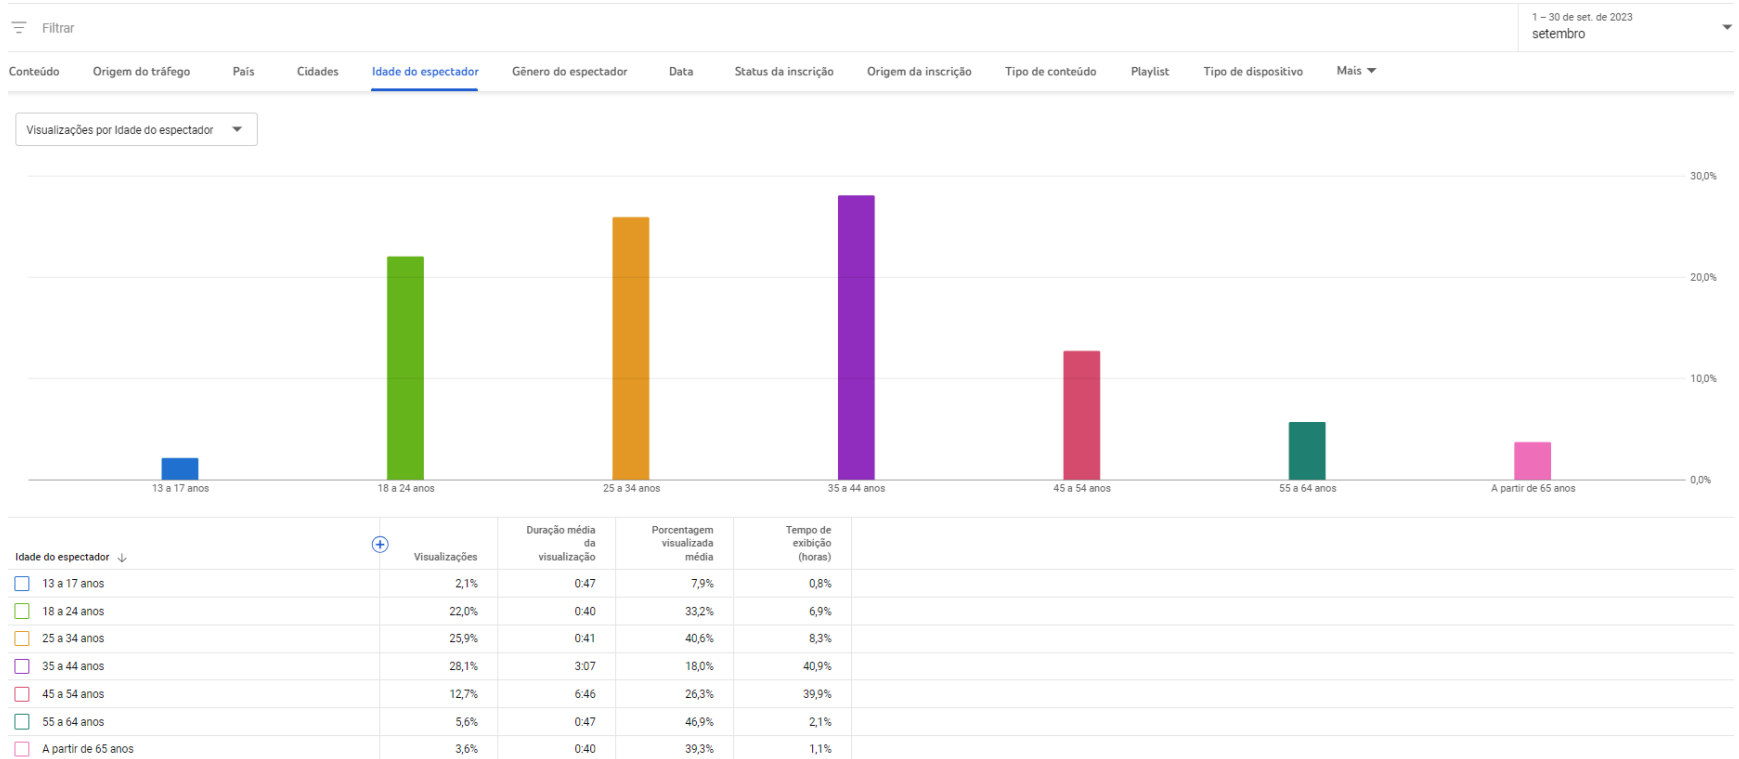 Filtrar
1 – 30 de set. de 2023
setembro
Conteúdo Origem do tráfego País Cidades Idade do espectador Gênero do espectador Data Status da inscrição Origem da inscrição Tipo de conteúdo Playlist Tipo de dispositivo Mais
Visualizações por Idade do espectador
30,0%
20,0%
10,0%
0,0%
13 a 17 anos 18 a 24 anos 25 a 34 anos 35 a 44 anos 45 a 54 anos 55 a 64 anos A partir de 65 anos
Idade do espectador
Visualizações
Duração média
da
visualização
Porcentagem
visualizada
média
Tempo de
exibição
(horas)
13 a 17 anos 2,1% 0:47 7,9% 0,8%
18 a 24 anos 22,0% 0:40 33,2% 6,9%
25 a 34 anos 25,9% 0:41 40,6% 8,3%
35 a 44 anos 28,1% 3:07 18,0% 40,9%
45 a 54 anos 12,7% 6:46 26,3% 39,9%
55 a 64 anos 5,6% 0:47 46,9% 2,1%
A partir de 65 anos 3,6% 0:40 39,3% 1,1%